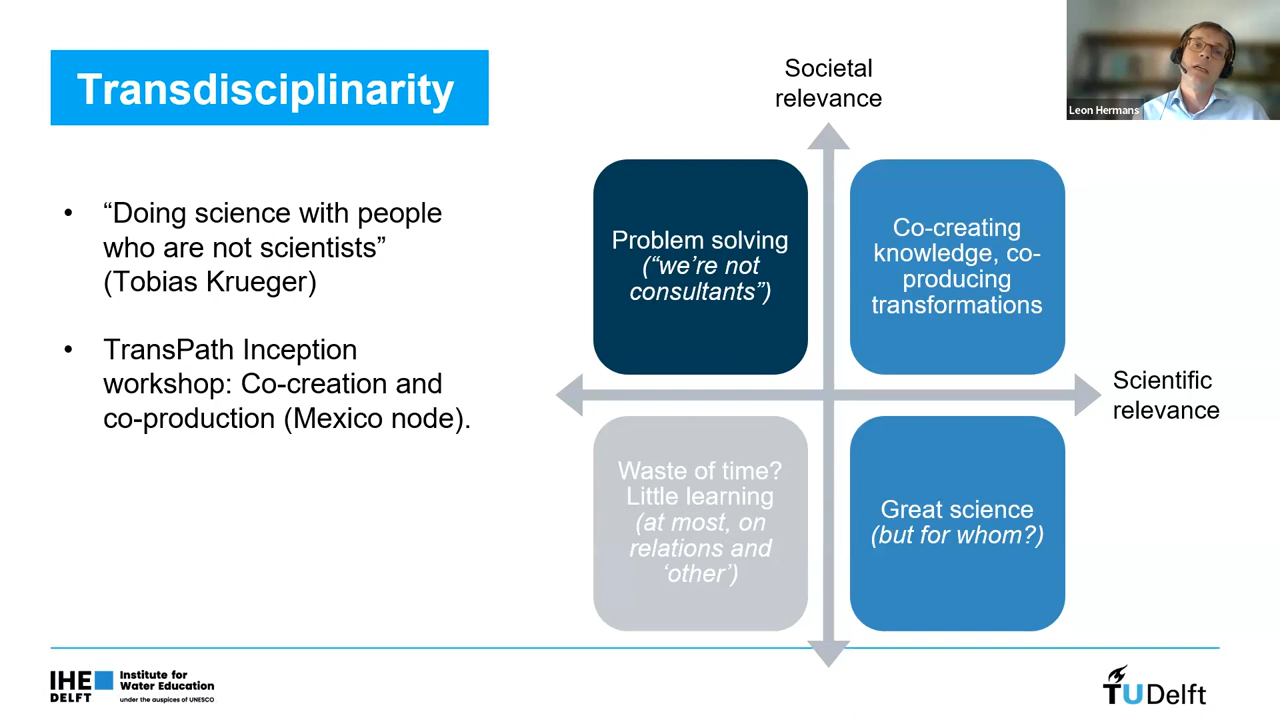 Transdisciplinarity
• “Doing science with people
who are not scientists”
(Tobias Krueger)
• TransPath Inception
workshop: Co-creation and
co-production (Mexico node).
Societal
relevance
Problem solving
(“we’re not
consultants”)
Co-creating
knowledge, co-
producing
transformations
Scientific
relevance
Waste of time?
Little learning
(at most, on
relations and
‘other’)
Great science
(but for whom?)
Leon Hermans
IHE
DELFT
Institute for
Water Education
under the auspices of UNESCO
TU Delft